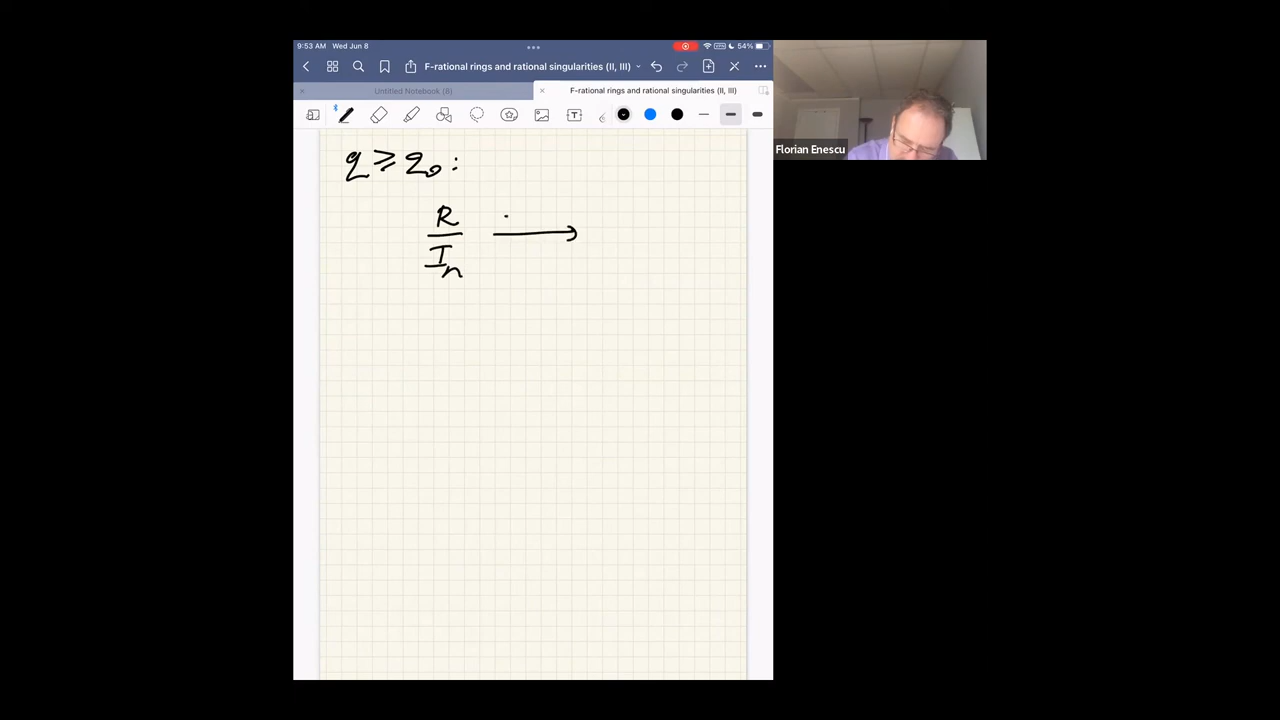 9:53 AM Wed Jun 8
54%
F-rational rings and rational singularities (II, III)
Untitled Notebook (8)
F-rational rings and rational singularities (II, III)
T
Florian Enescu
q ≥ q₀ :
R
Iₙ